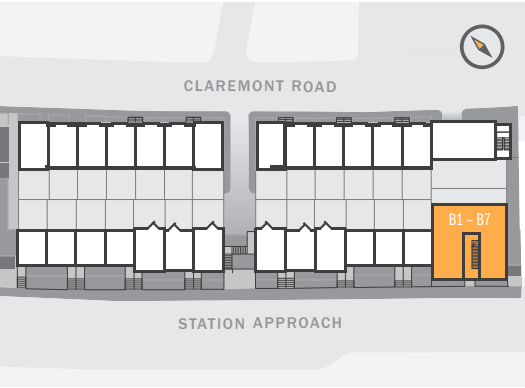 CLAREMONT ROAD
B1 – B7
STATION APPROACH